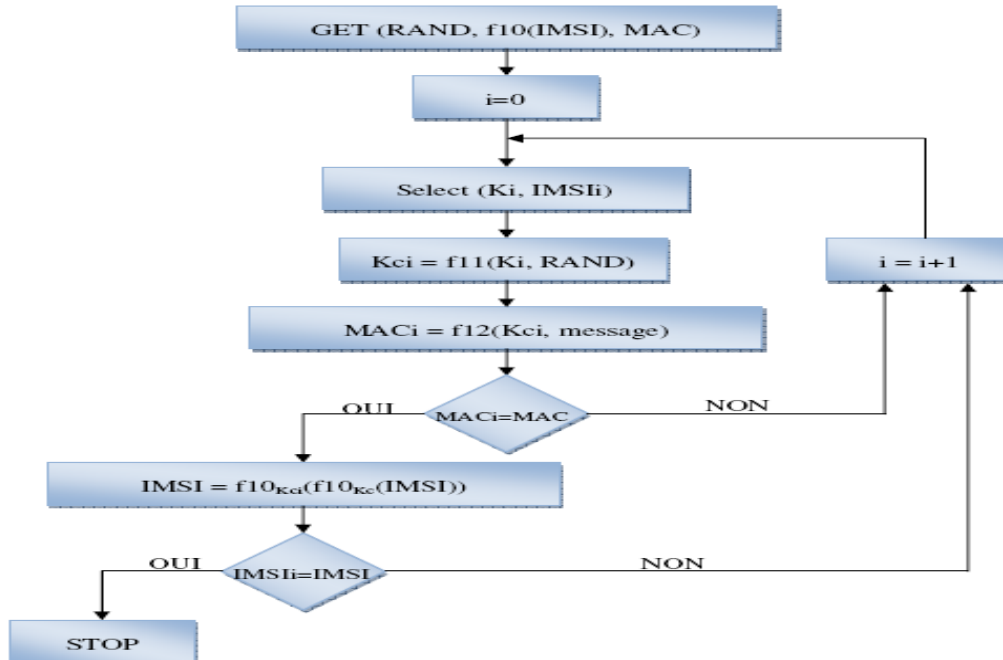 GET (RAND, f10(IMSI), MAC)
i=0
Select (Ki, IMSIi)
Kci = f11(Ki, RAND)
i = i+1
MACi = f12(Kci, message)
OUI
MACi=MAC
NON
IMSI = f10Kci(f10Kc(IMSI))
OUI
IMSIi=IMSI
NON
STOP